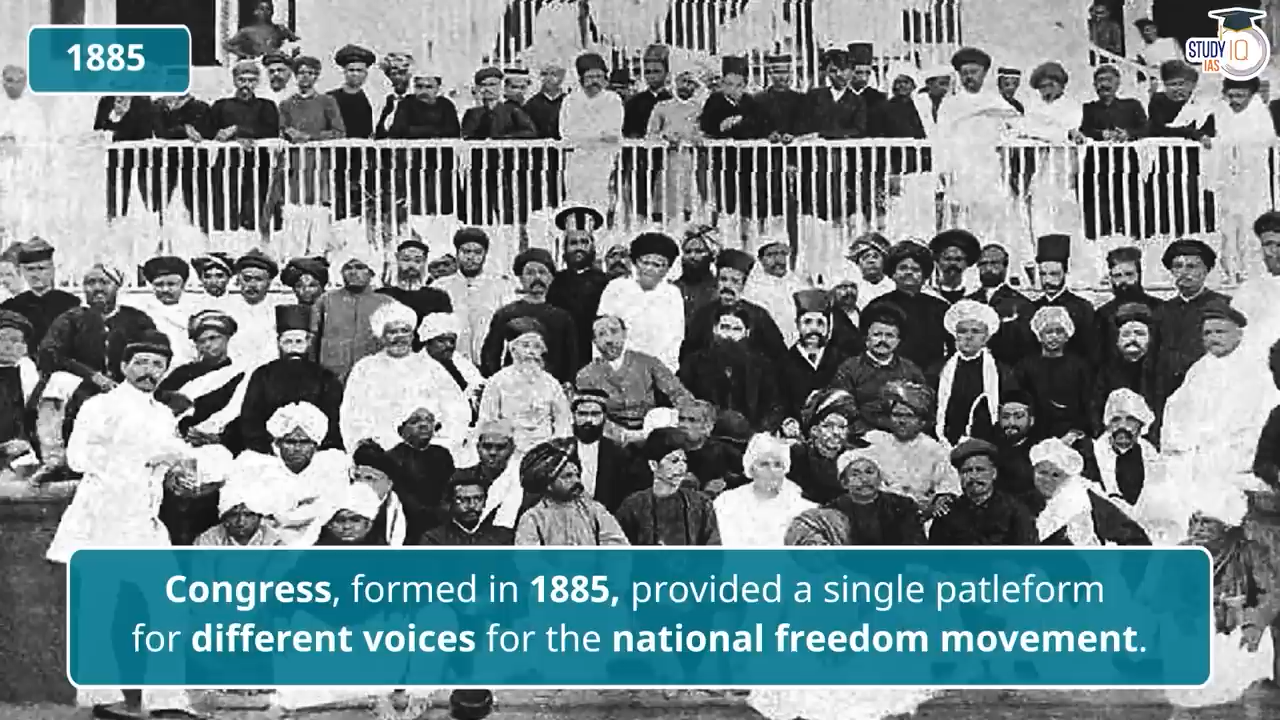 1885
STUDY IQ
IAS
Congress, formed in 1885, provided a single patleform
for different voices for the national freedom movement.